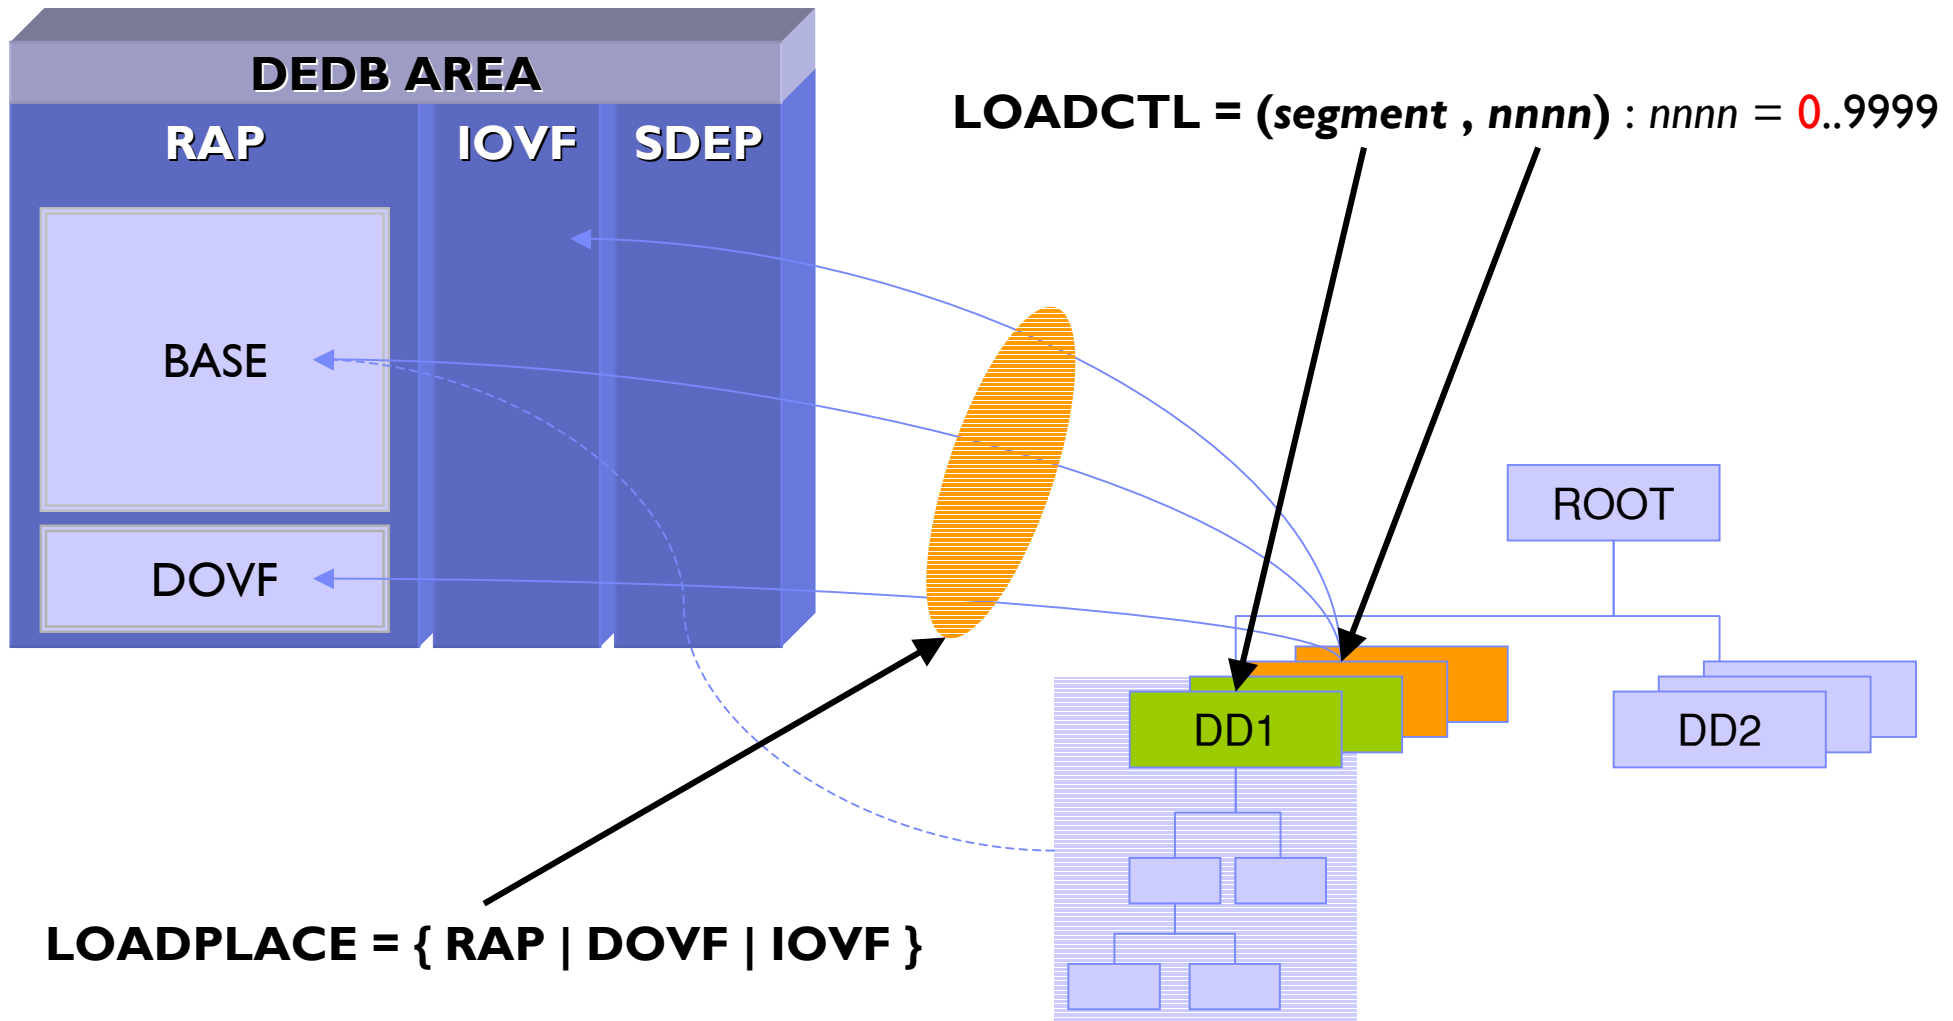 DEDB AREA
RAP IOVF SDEP
LOADCTL = (segment , nnnn) : nnnn = 0..9999
BASE
DOVF
ROOT
DD1
DD2
LOADPLACE = { RAP | DOVF | IOVF }